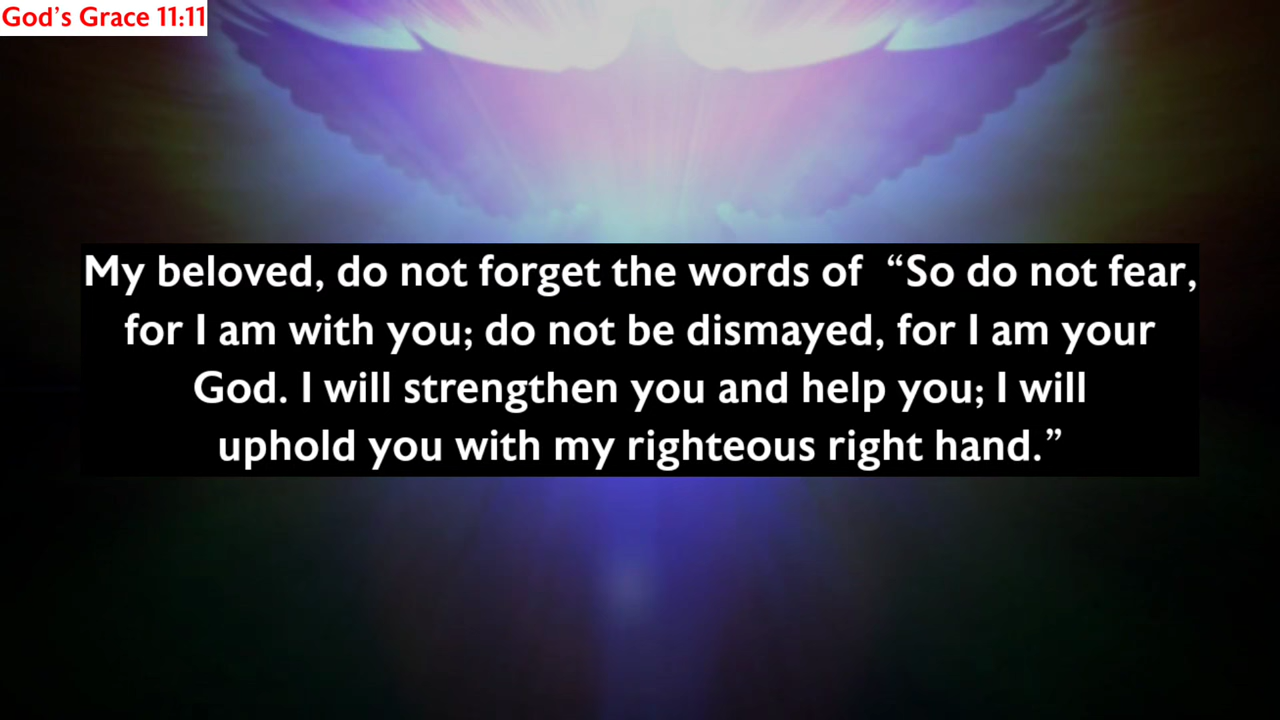 God’s Grace 11:11
My beloved, do not forget the words of  “So do not fear,
for I am with you; do not be dismayed, for I am your
God. I will strengthen you and help you; I will
uphold you with my righteous right hand.”